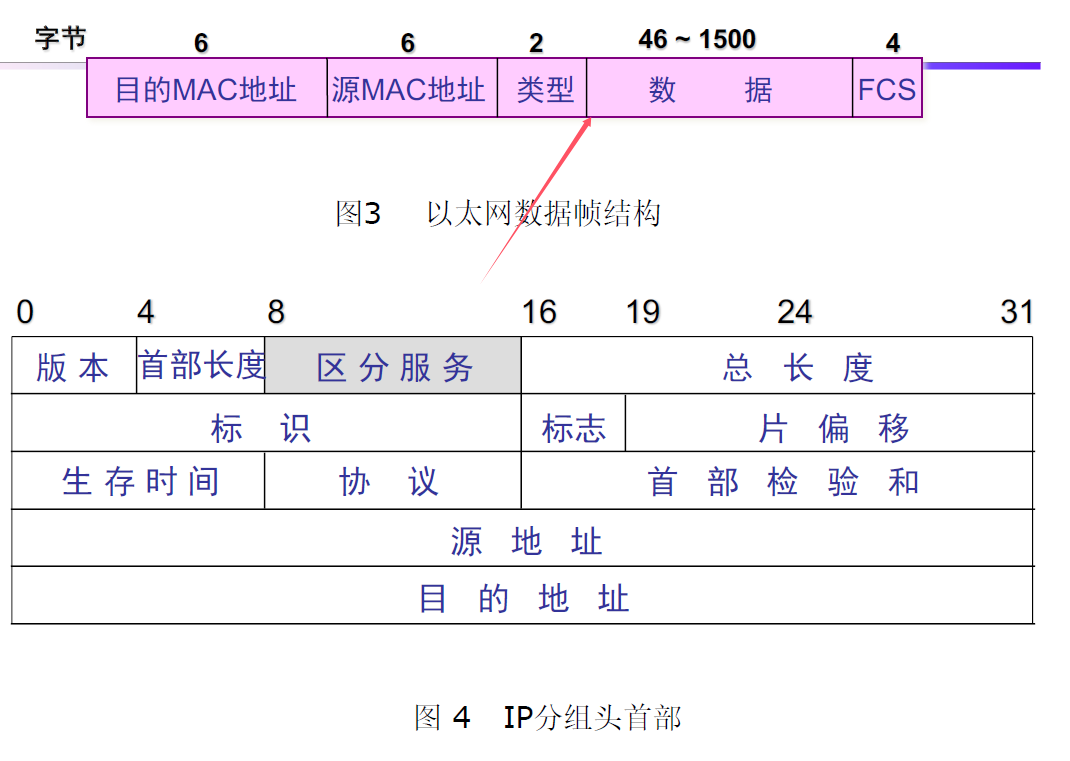 字节 6 6 2 46 ~ 1500 4
目的MAC地址 源MAC地址 类型 数 据 FCS
图3 以太网数据帧结构
0 4 8 16 19 24 31
版本 首部长度 区分服务 总长度
标识 标志 片偏移
生存时间 协议 首部检验和
源地址
目的地址
图 4 IP分组头首部